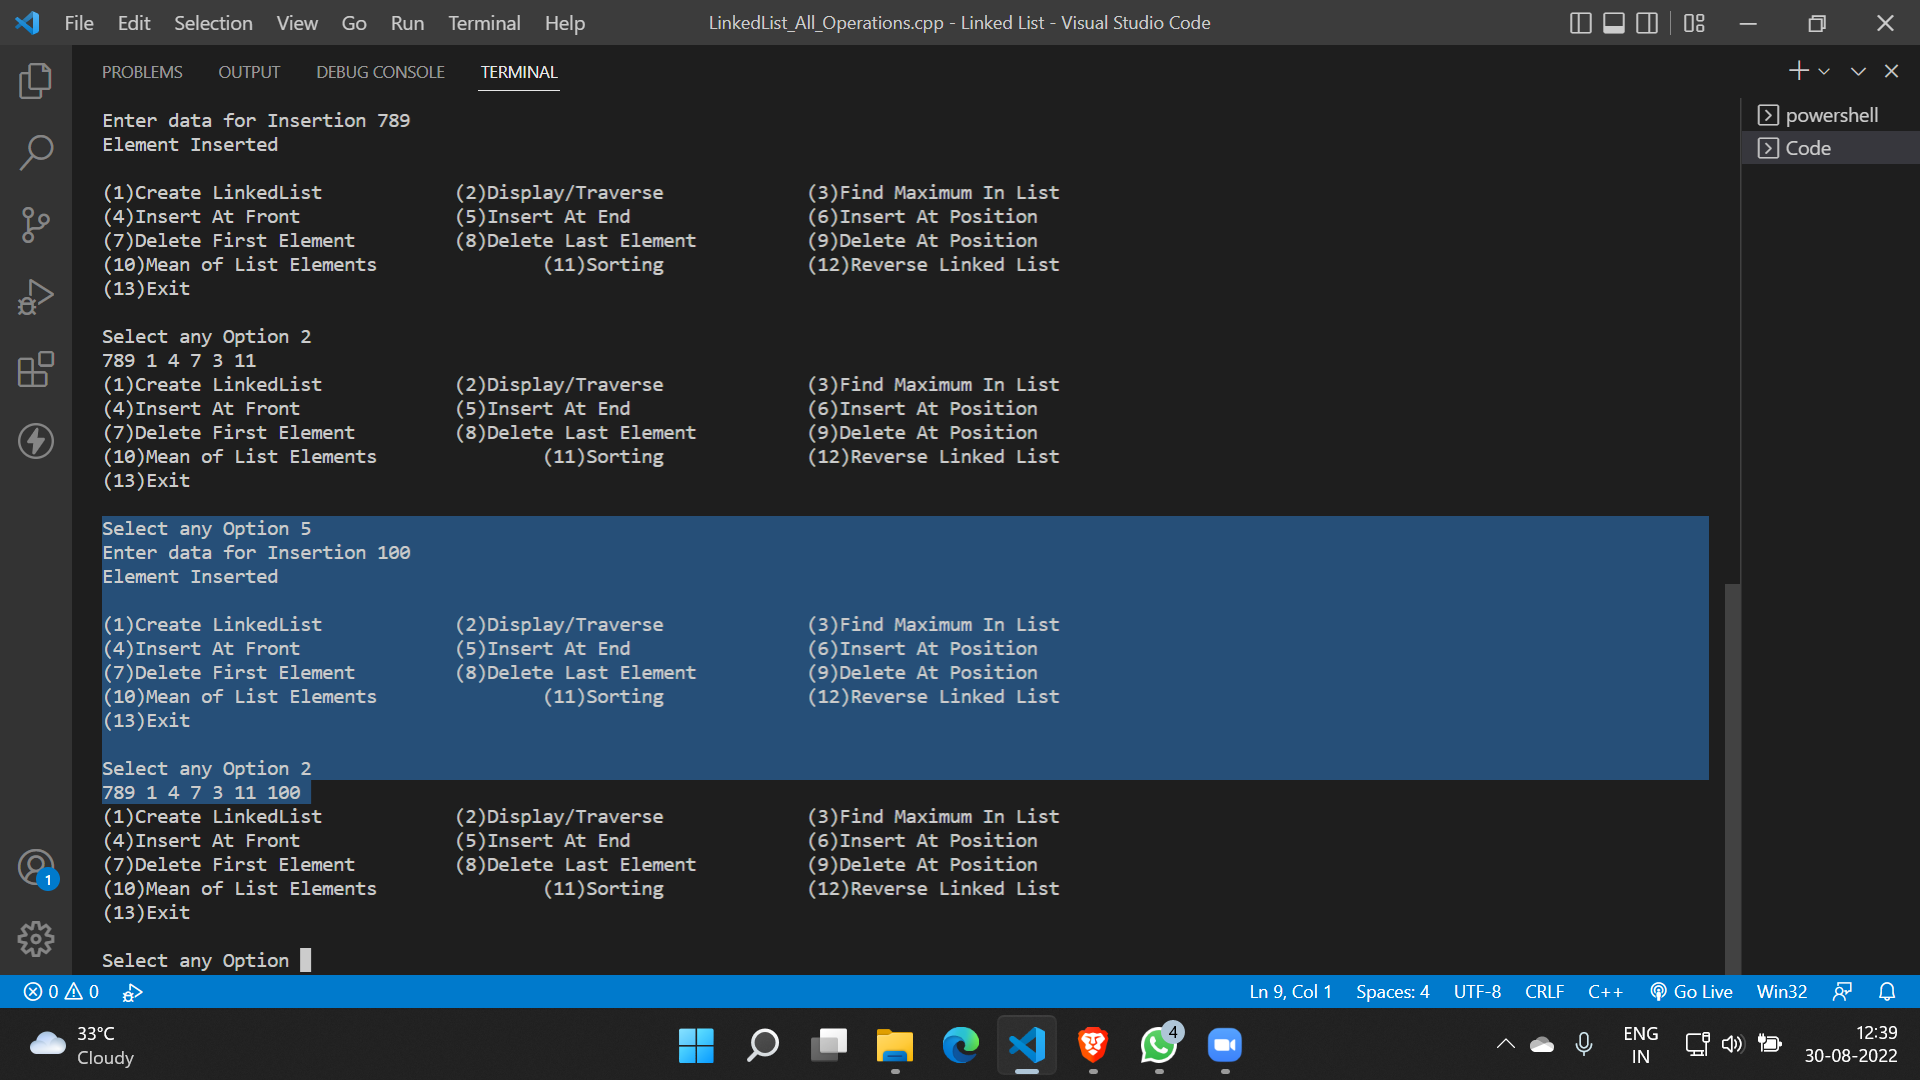 File Edit Selection View Go Run Terminal Help LinkedList_All_Operations.cpp - Linked List - Visual Studio Code
PROBLEMS OUTPUT DEBUG CONSOLE TERMINAL
powershell
Code
Enter data for Insertion 789
Element Inserted
(1)Create LinkedList (2)Display/Traverse (3)Find Maximum In List
(4)Insert At Front (5)Insert At End (6)Insert At Position
(7)Delete First Element (8)Delete Last Element (9)Delete At Position
(10)Mean of List Elements (11)Sorting (12)Reverse Linked List
(13)Exit
Select any Option 2
789 1 4 7 3 11
(1)Create LinkedList (2)Display/Traverse (3)Find Maximum In List
(4)Insert At Front (5)Insert At End (6)Insert At Position
(7)Delete First Element (8)Delete Last Element (9)Delete At Position
(10)Mean of List Elements (11)Sorting (12)Reverse Linked List
(13)Exit
Select any Option 5
Enter data for Insertion 100
Element Inserted
(1)Create LinkedList (2)Display/Traverse (3)Find Maximum In List
(4)Insert At Front (5)Insert At End (6)Insert At Position
(7)Delete First Element (8)Delete Last Element (9)Delete At Position
(10)Mean of List Elements (11)Sorting (12)Reverse Linked List
(13)Exit
Select any Option 2
789 1 4 7 3 11 100
(1)Create LinkedList (2)Display/Traverse (3)Find Maximum In List
(4)Insert At Front (5)Insert At End (6)Insert At Position
(7)Delete First Element (8)Delete Last Element (9)Delete At Position
(10)Mean of List Elements (11)Sorting (12)Reverse Linked List
(13)Exit
Select any Option
1
0 0 Ln 9, Col 1 Spaces: 4 UTF-8 CRLF C++ Go Live Win32
33°C
Cloudy
4
ENG
IN
12:39
30-08-2022